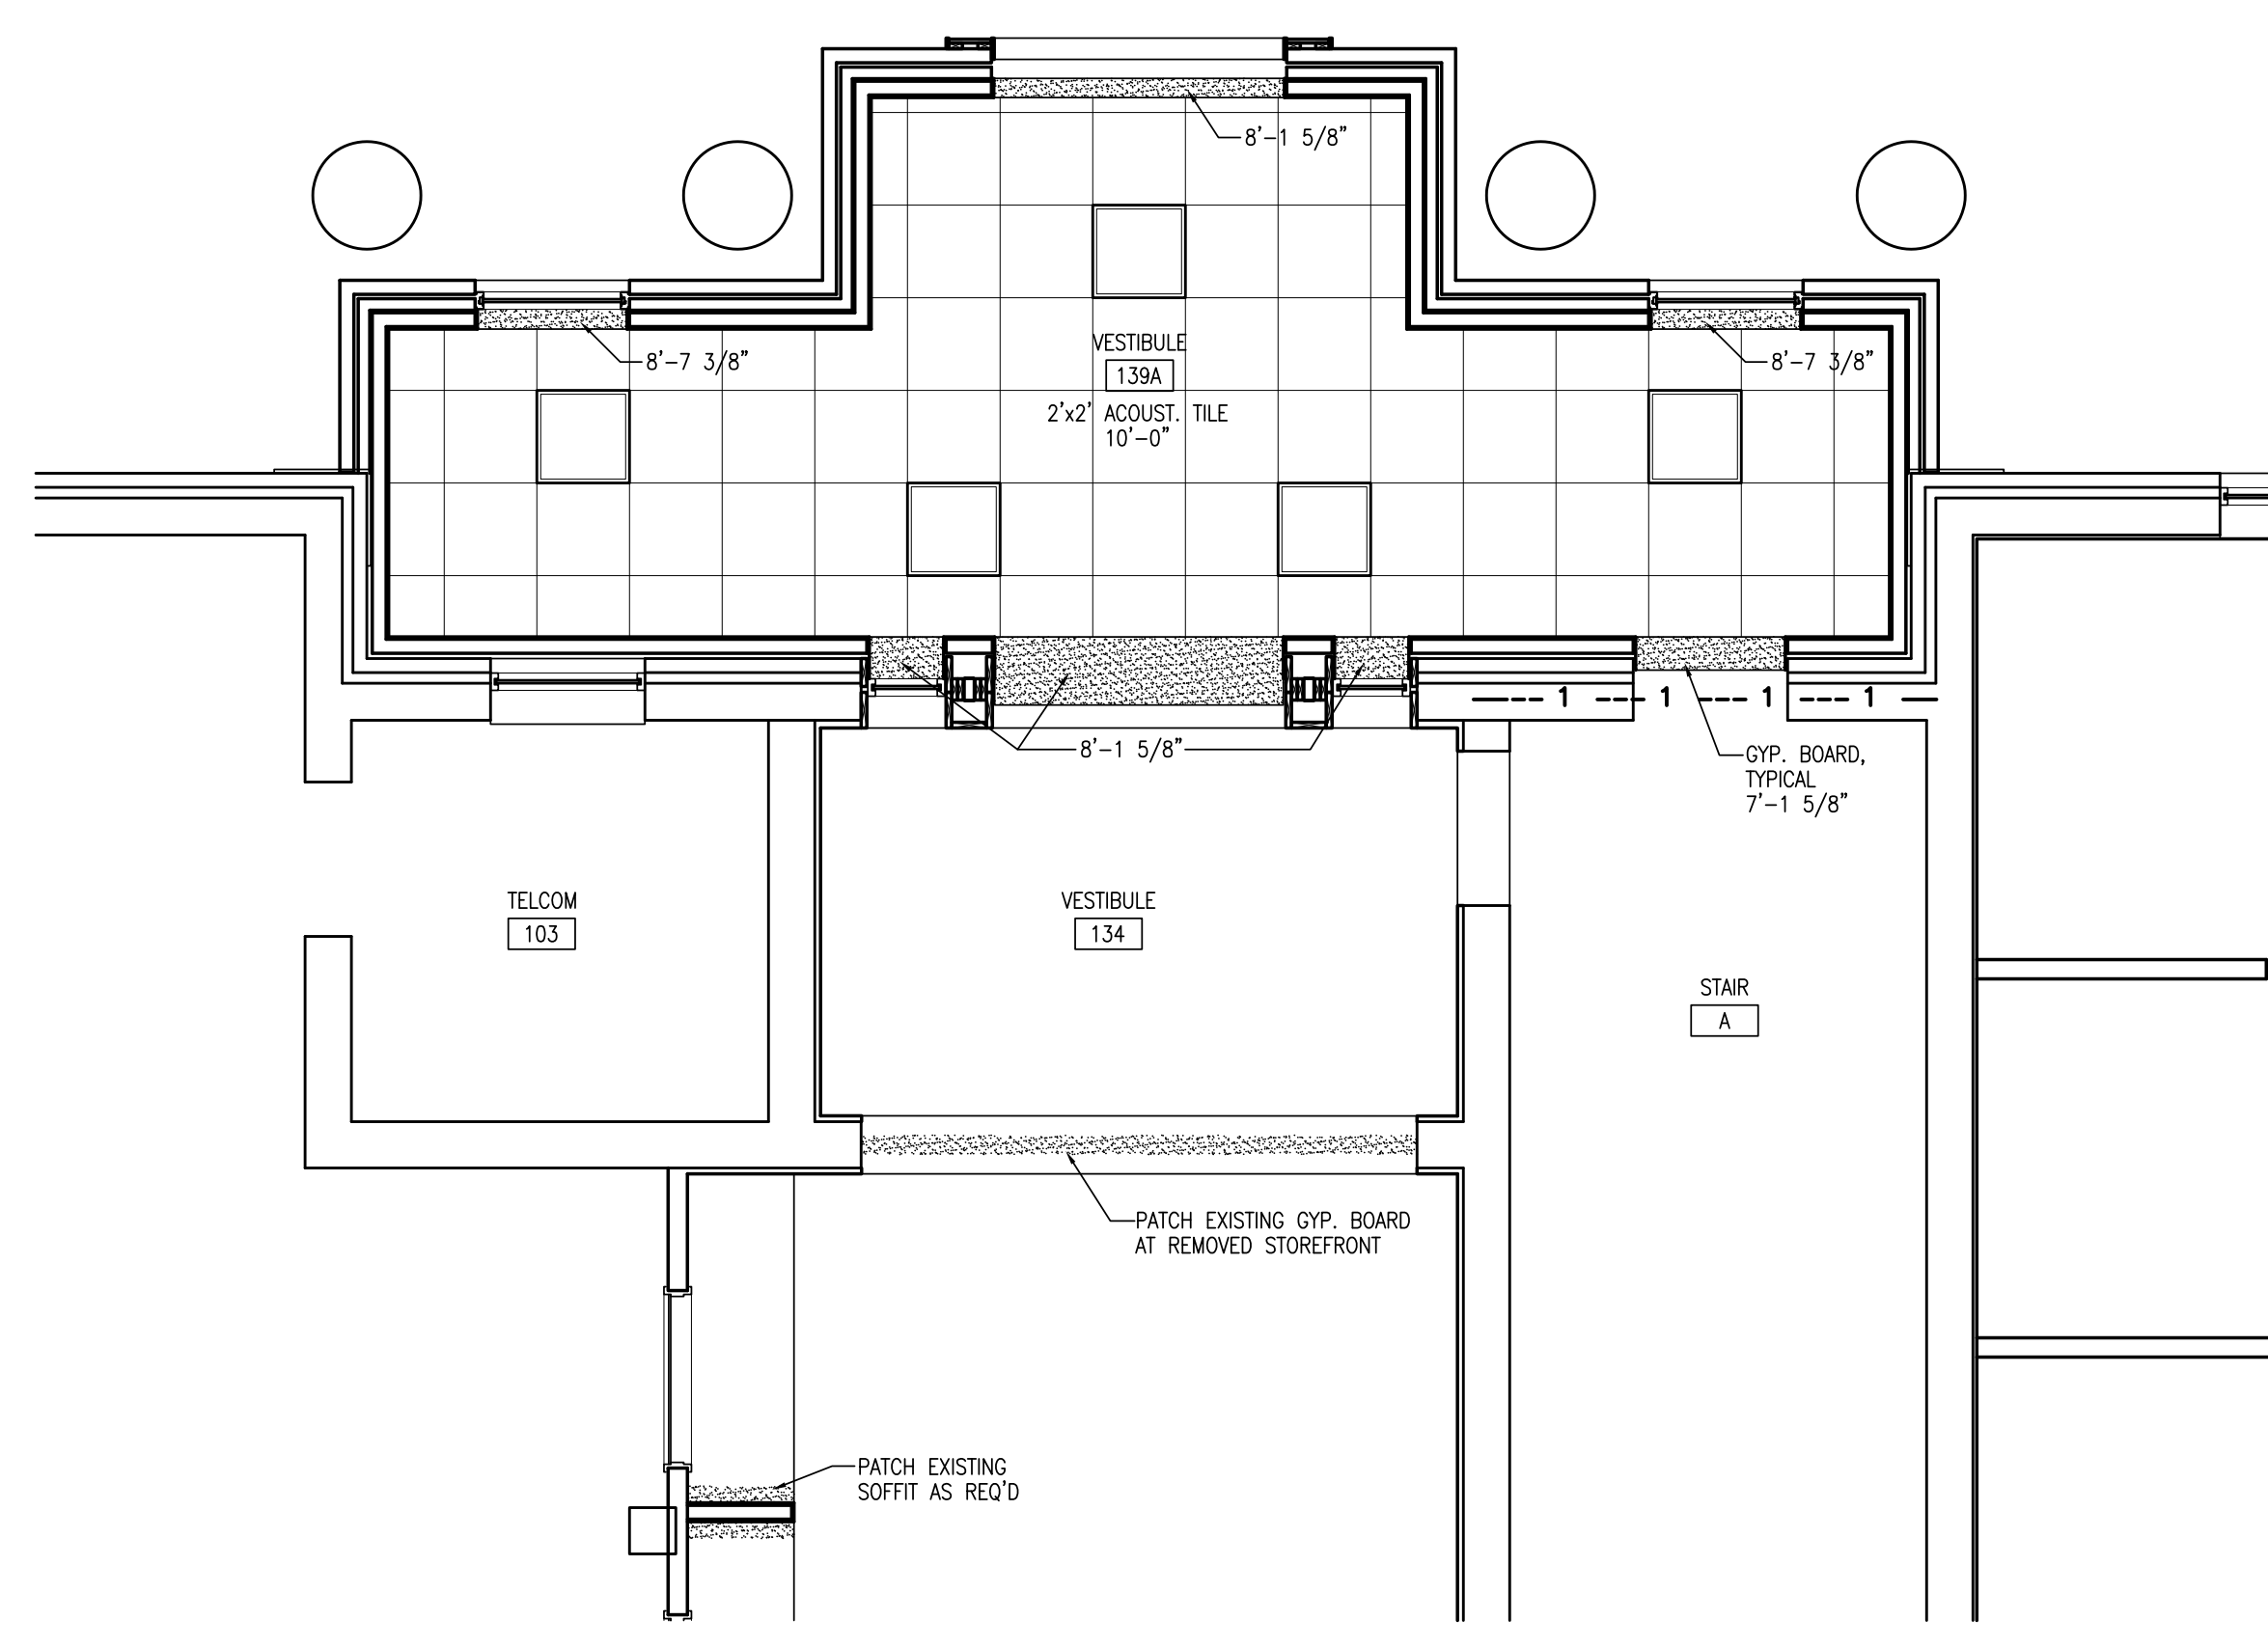 8'-1 5/8"
8'-7 3/8"
VESTIBULE
139A
2'x2' ACOUST. TILE
10'-0"
8'-7 3/8"
1 1 1 1
8'-1 5/8"
GYP. BOARD,
TYPICAL
7'-1 5/8"
TELCOM
103
VESTIBULE
134
STAIR
A
PATCH EXISTING GYP. BOARD
AT REMOVED STOREFRONT
PATCH EXISTING
SOFFIT AS REQ'D